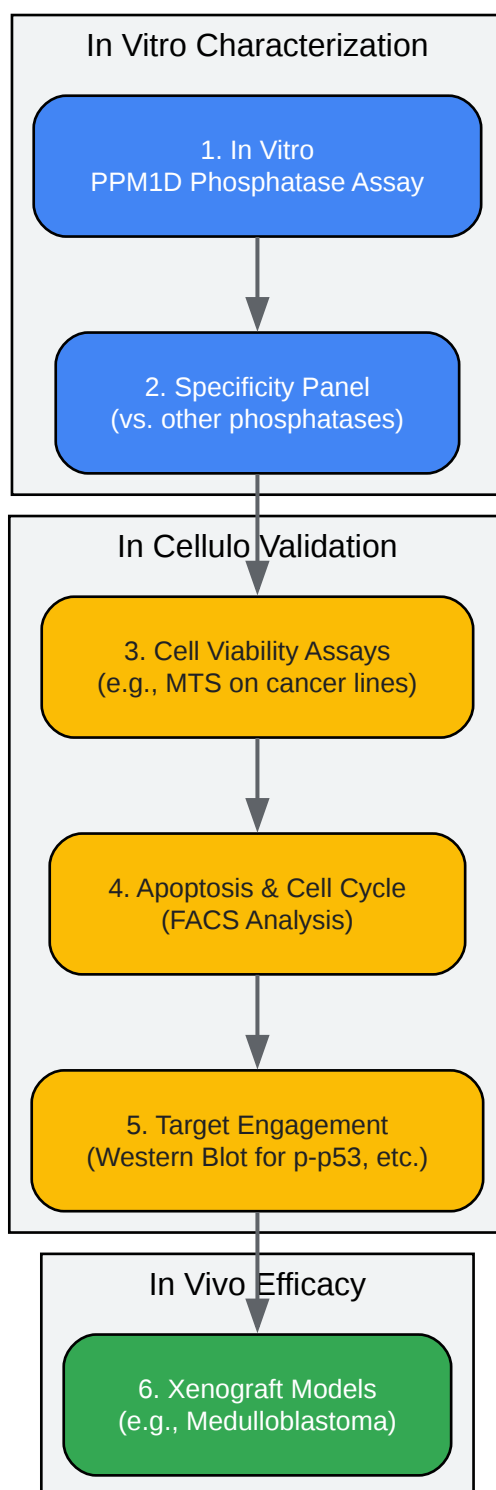 In Vitro Characterization
1. In Vitro
PPM1D Phosphatase Assay
2. Specificity Panel
(vs. other phosphatases)
In Cellulo Validation
3. Cell Viability Assays
(e.g., MTS on cancer lines)
4. Apoptosis & Cell Cycle
(FACS Analysis)
5. Target Engagement
(Western Blot for p-p53, etc.)
In Vivo Efficacy
6. Xenograft Models
(e.g., Medulloblastoma)